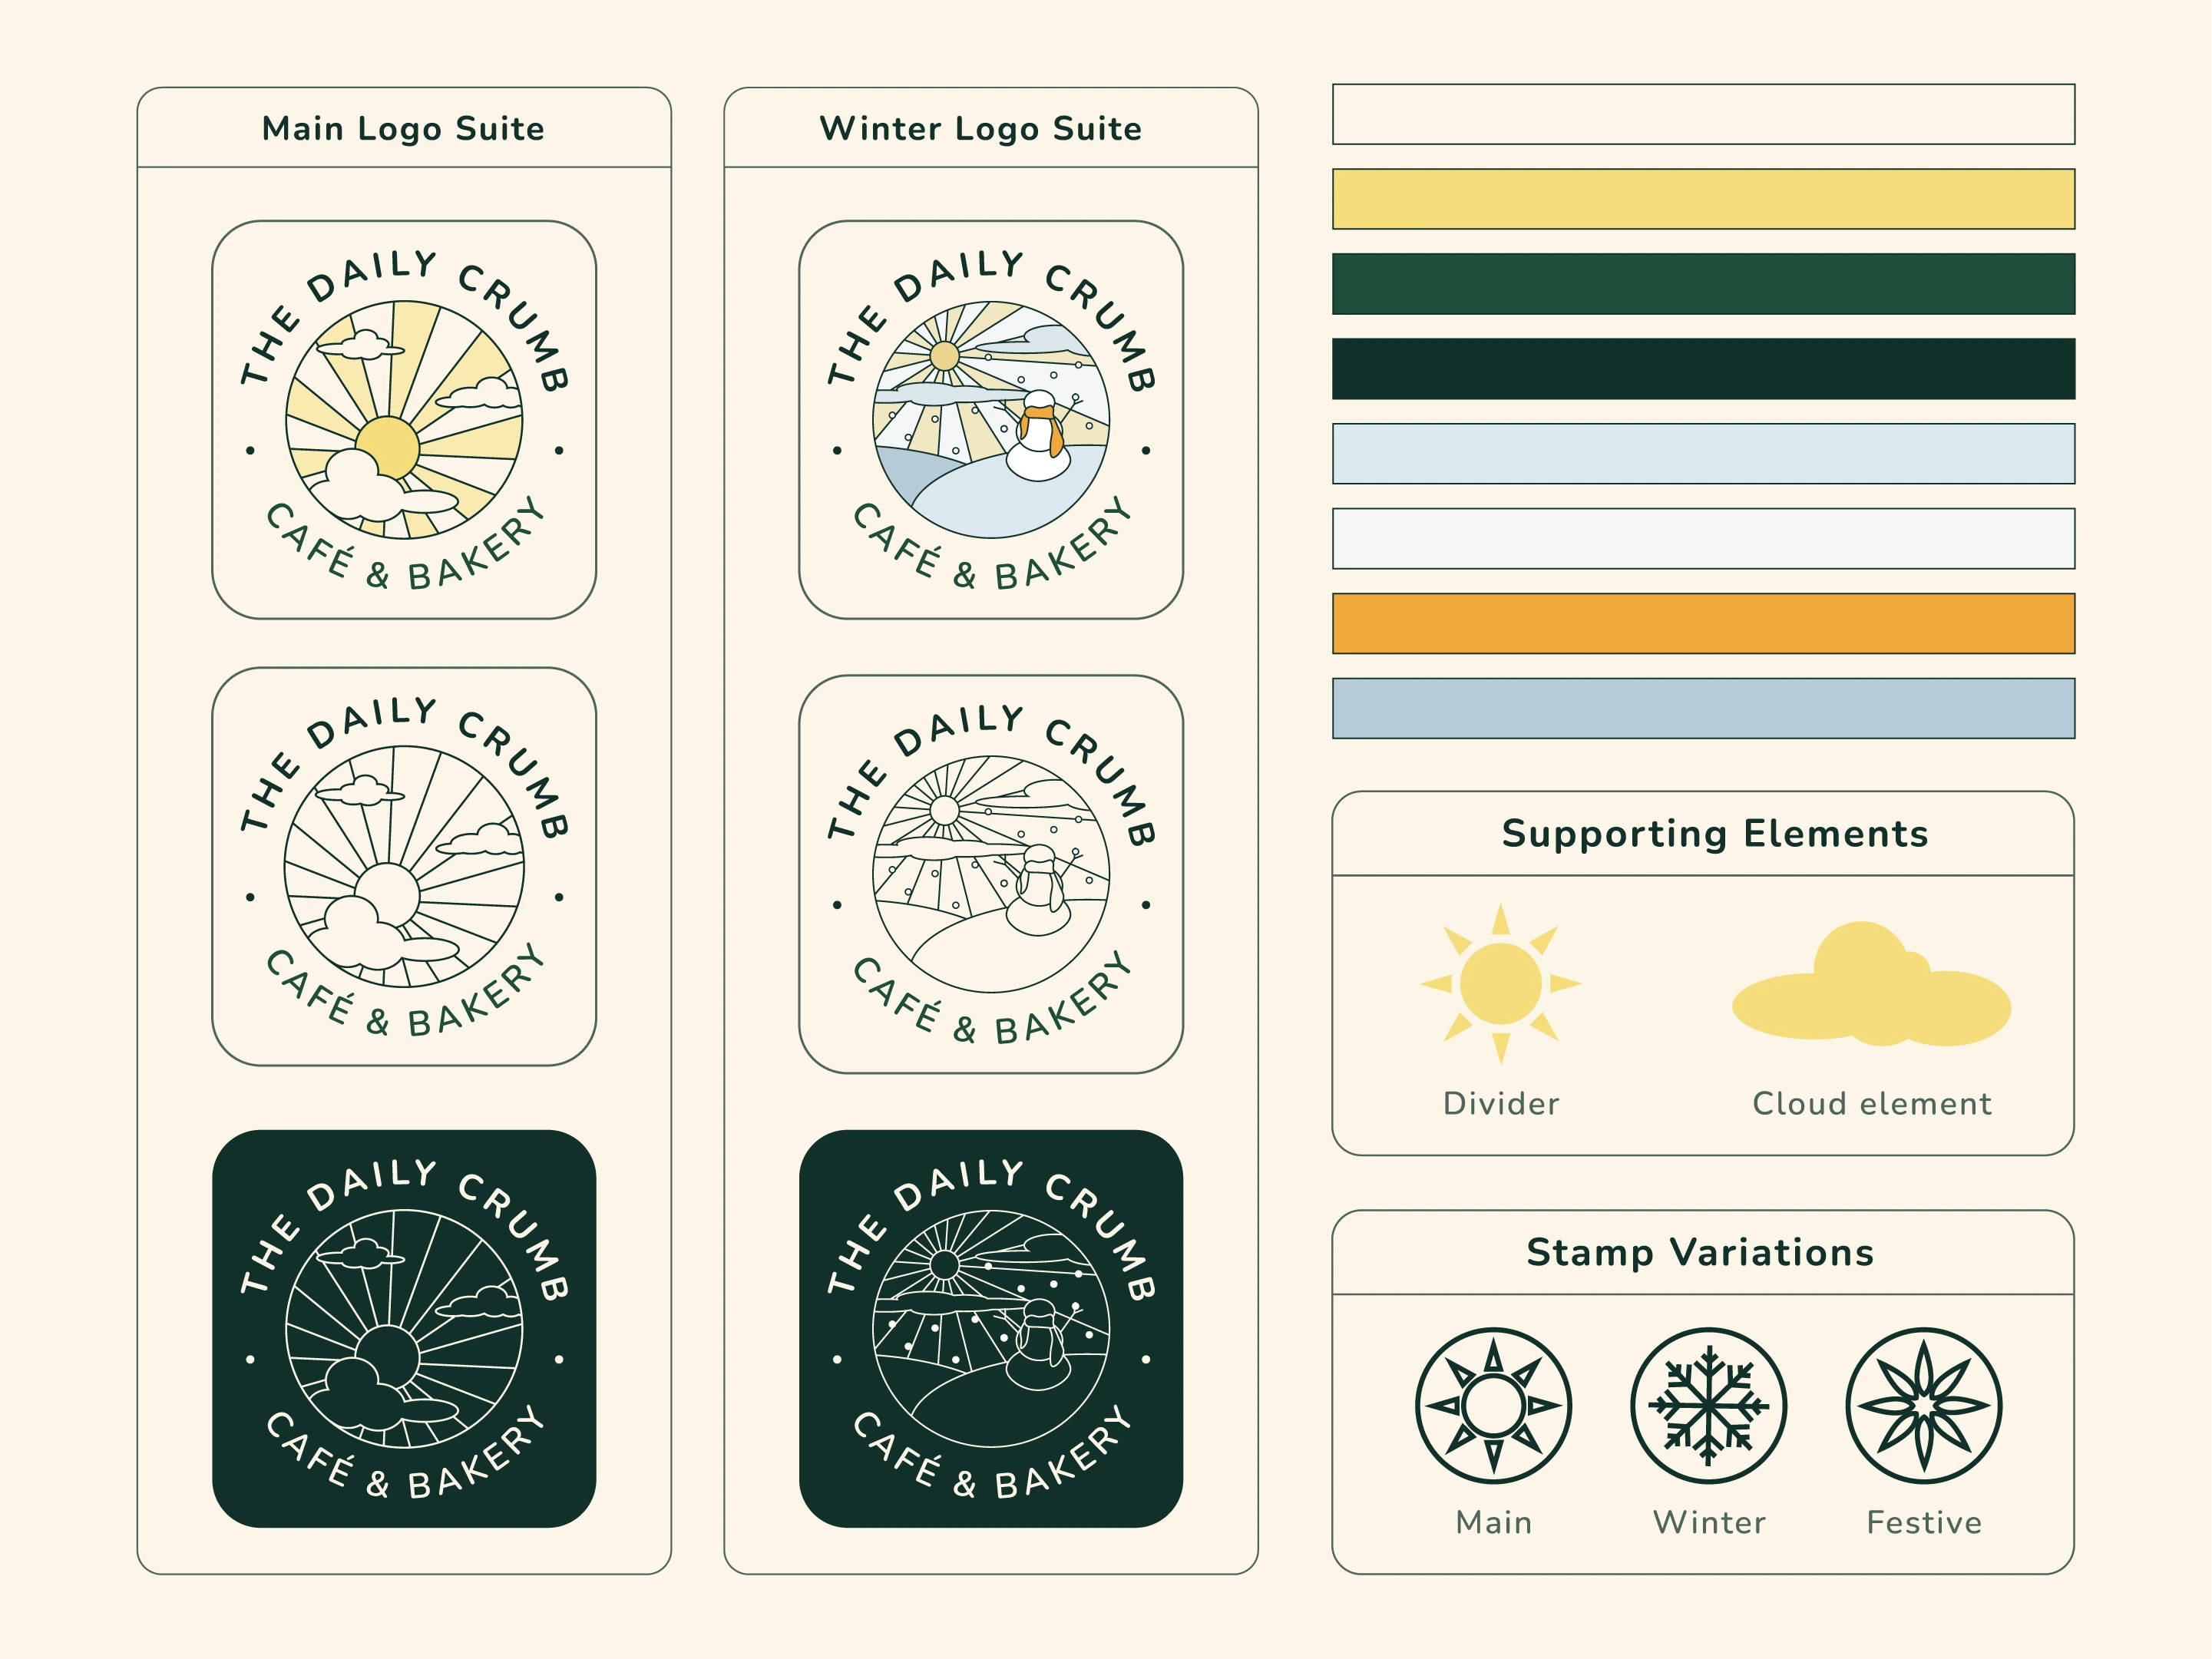 Main Logo Suite
THE DAILY CRUMB
• •
CAFÉ & BAKERY
THE DAILY CRUMB
• •
CAFÉ & BAKERY
THE DAILY CRUMB
• •
CAFÉ & BAKERY
Winter Logo Suite
THE DAILY CRUMB
• •
CAFÉ & BAKERY
THE DAILY CRUMB
• •
CAFÉ & BAKERY
THE DAILY CRUMB
• •
CAFÉ & BAKERY
Supporting Elements
Divider
Cloud element
Stamp Variations
Main
Winter
Festive